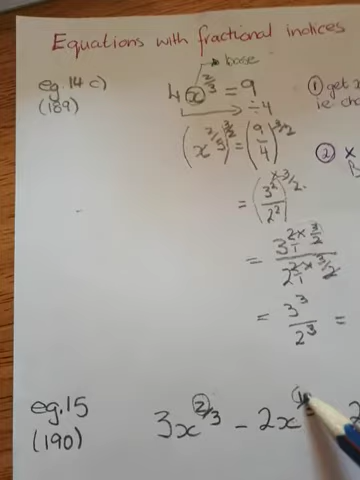 Equations with fractional indices
→ base
eg. 14 c) 4x^(2/3) = 9
(189) → ÷4
① get x
(x^(2/3))^(3/2) = (9/4)^(3/2)
ie
② x
= (3²/2²)^(×3/2)
= 3^(2/1 × 3/2) / 2^(2/1 × 3/2)
= 3³/2³ =
eg. 15
(190) 3x^(2/3) - 2x